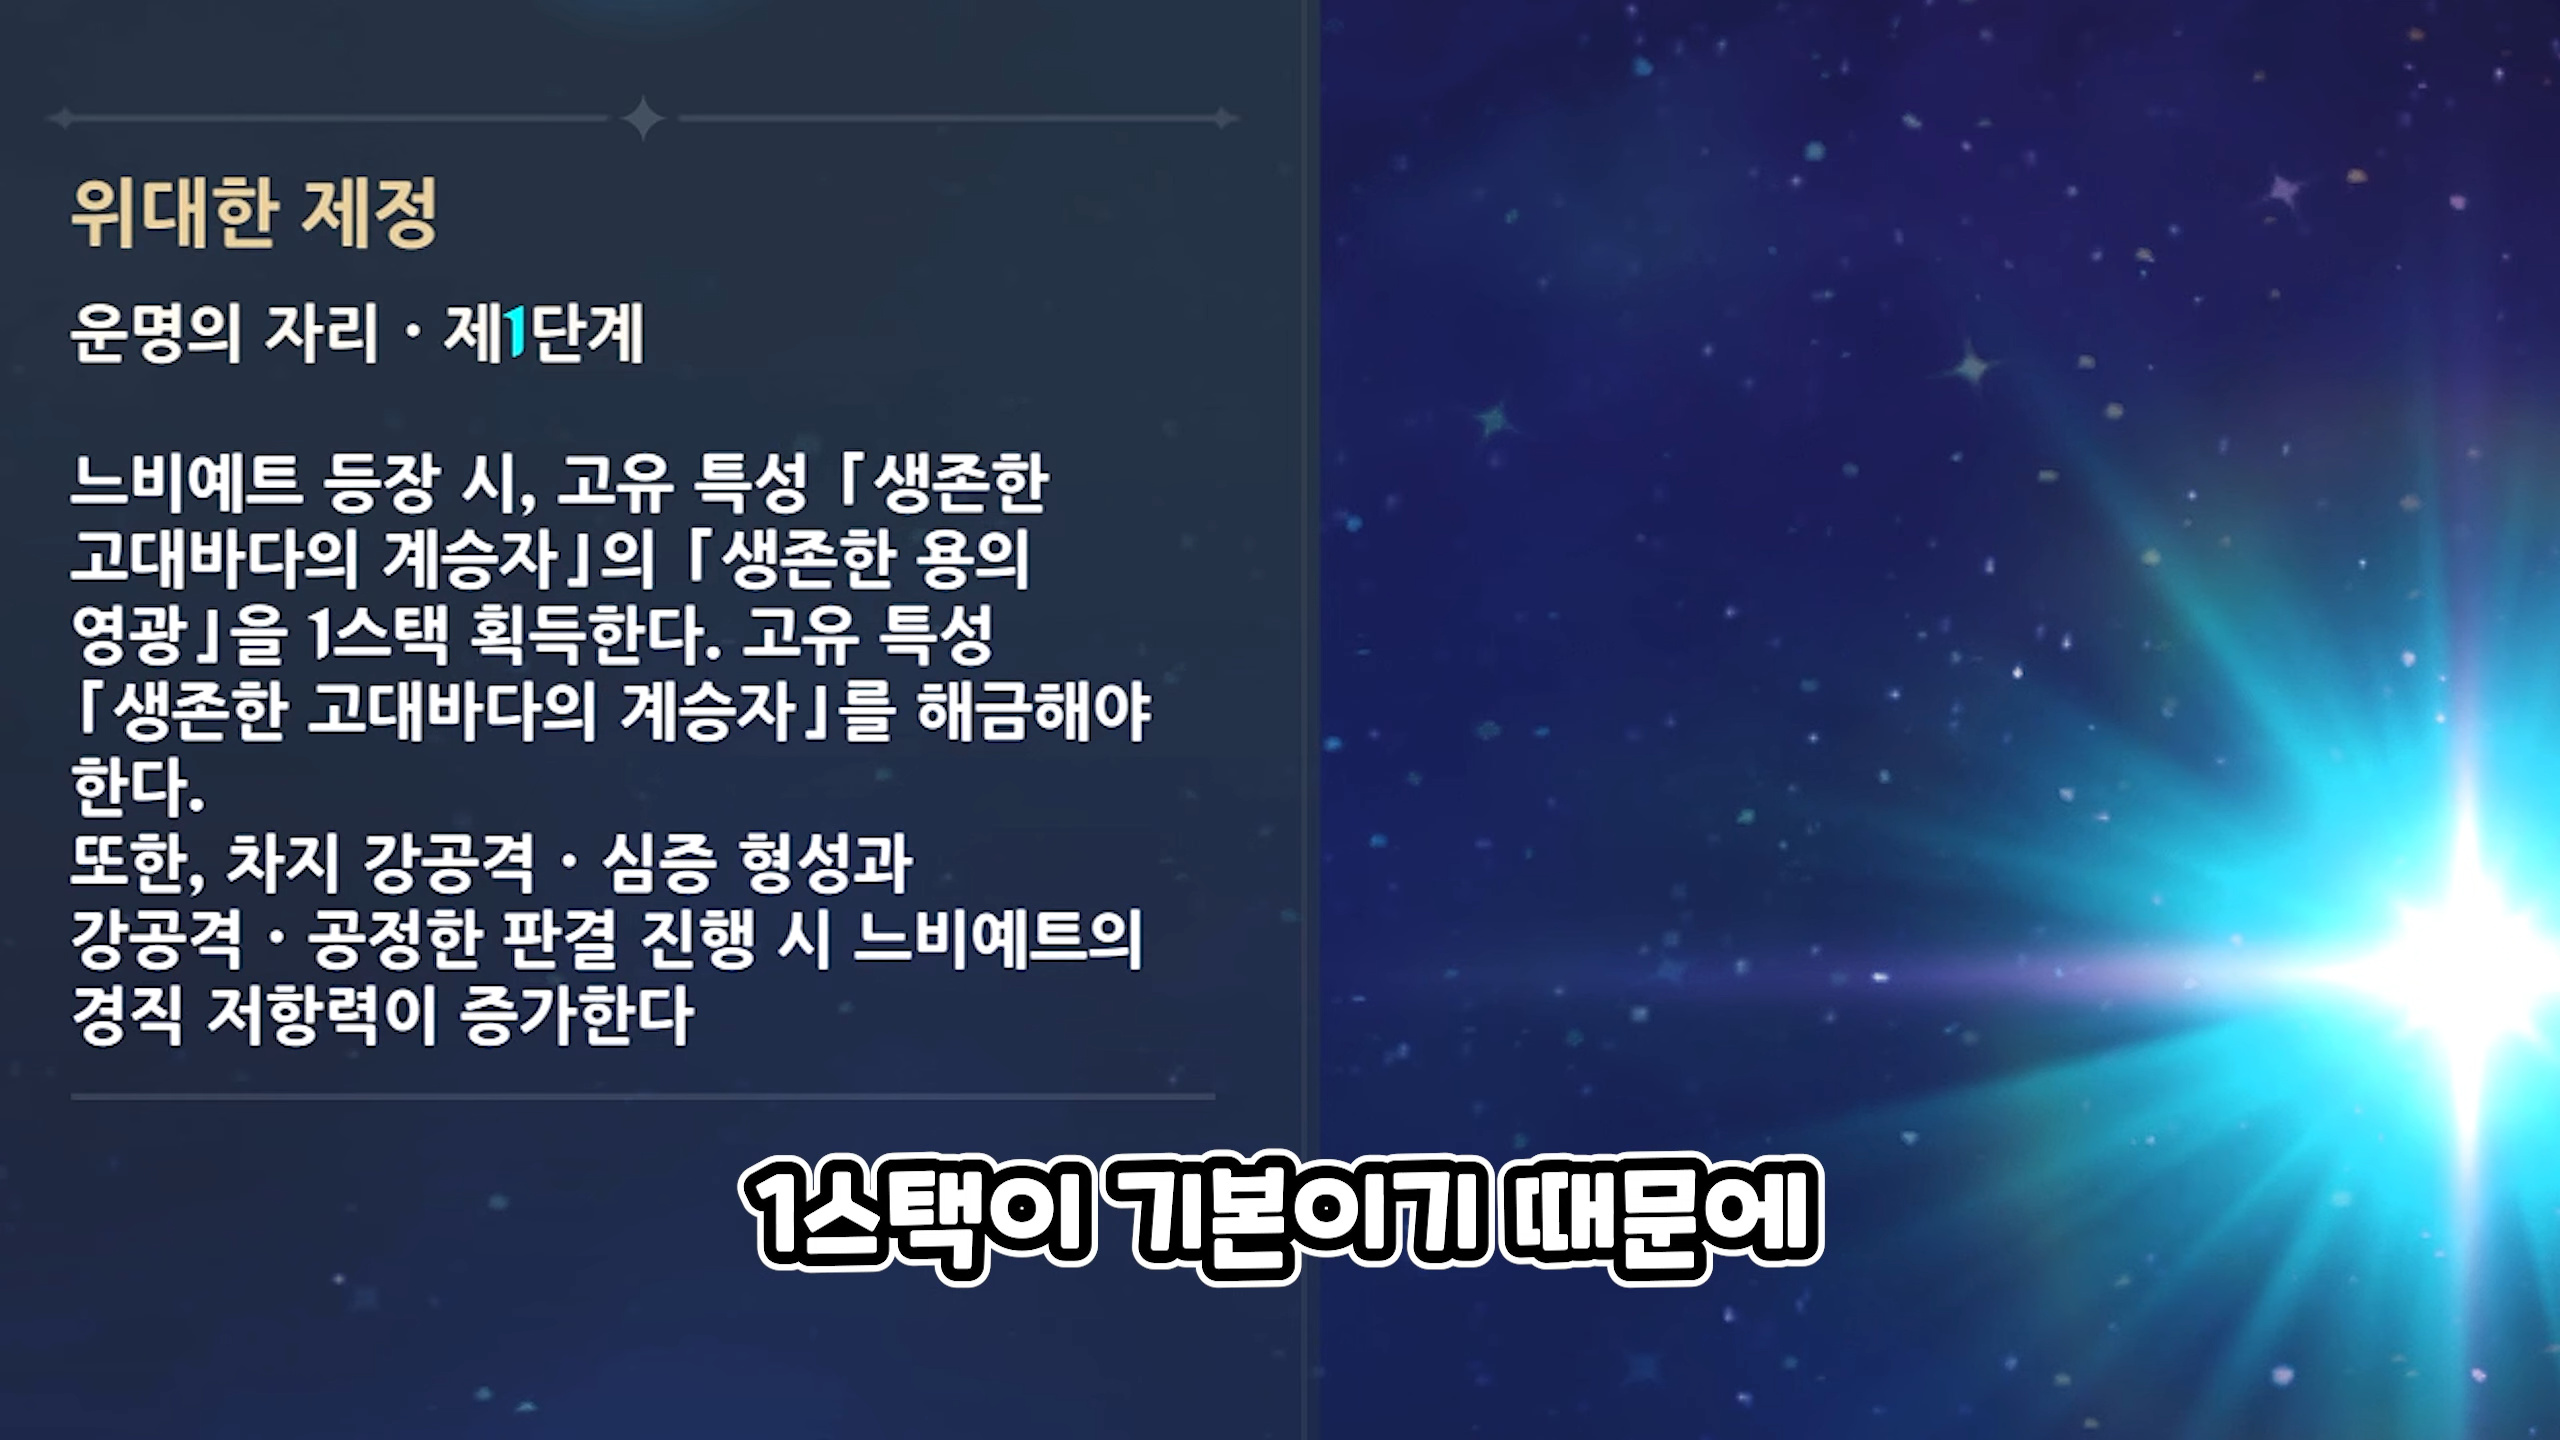 위대한 제정
운명의 자리 · 제1단계
느비예트 등장 시, 고유 특성 「생존한
고대바다의 계승자」의 「생존한 용의
영광」을 1스택 획득한다. 고유 특성
「생존한 고대바다의 계승자」를 해금해야
한다.
또한, 차지 강공격 · 심증 형성과
강공격 · 공정한 판결 진행 시 느비예트의
경직 저항력이 증가한다
1스택이 기본이기 때문에